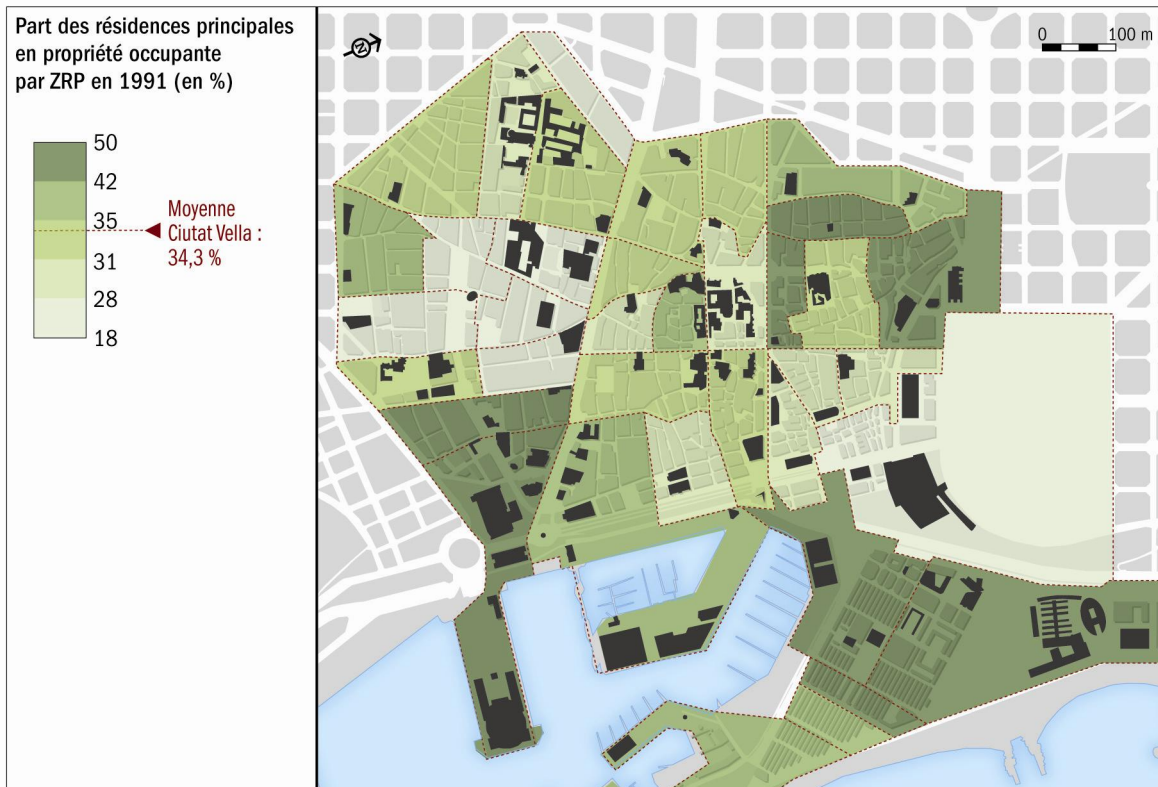 Part des résidences principales
en propriété occupante
par ZRP en 1991 (en %)
50
42
35
31
28
18
Moyenne
Ciutat Vella :
34,3 %
N
0 100 m